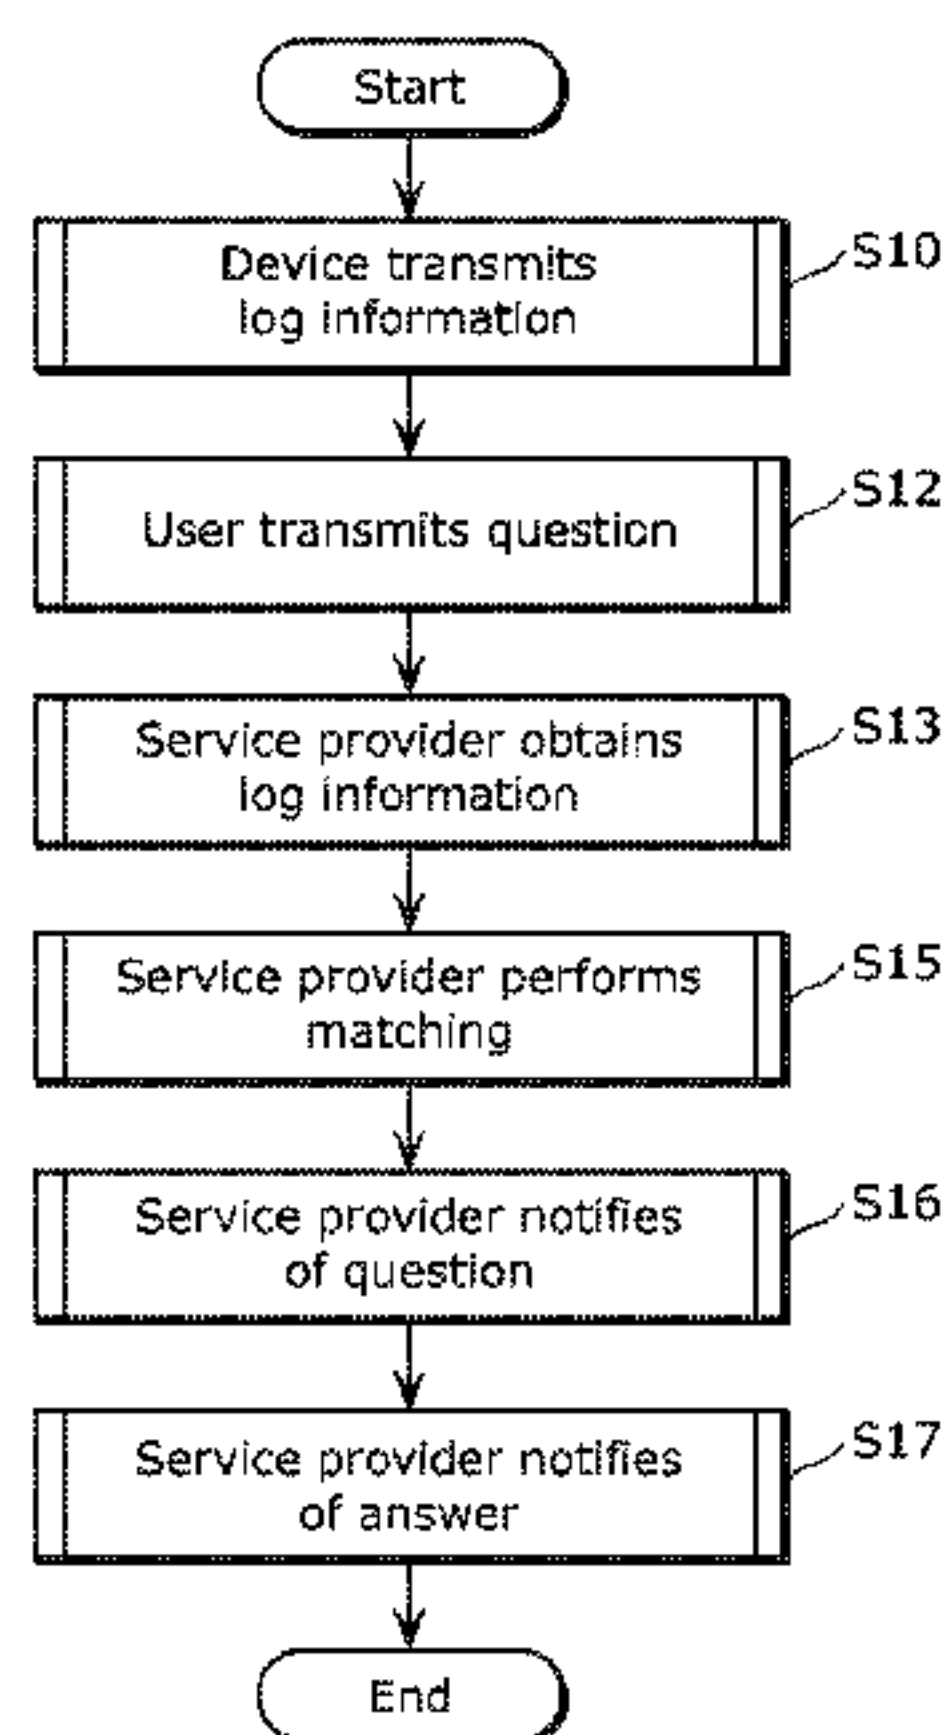 Start
Device transmits
log information
S10
User transmits question
S12
Service provider obtains
log information
S13
Service provider performs
matching
S15
Service provider notifies
of question
S16
Service provider notifies
of answer
S17
End